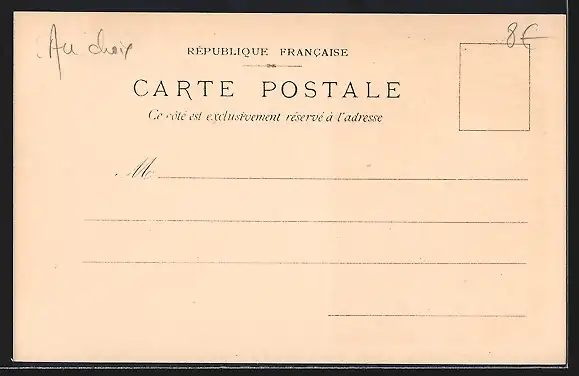 Au choix
8€
RÉPUBLIQUE FRANÇAISE
CARTE POSTALE
Ce côté est exclusivement réservé à l'adresse
M